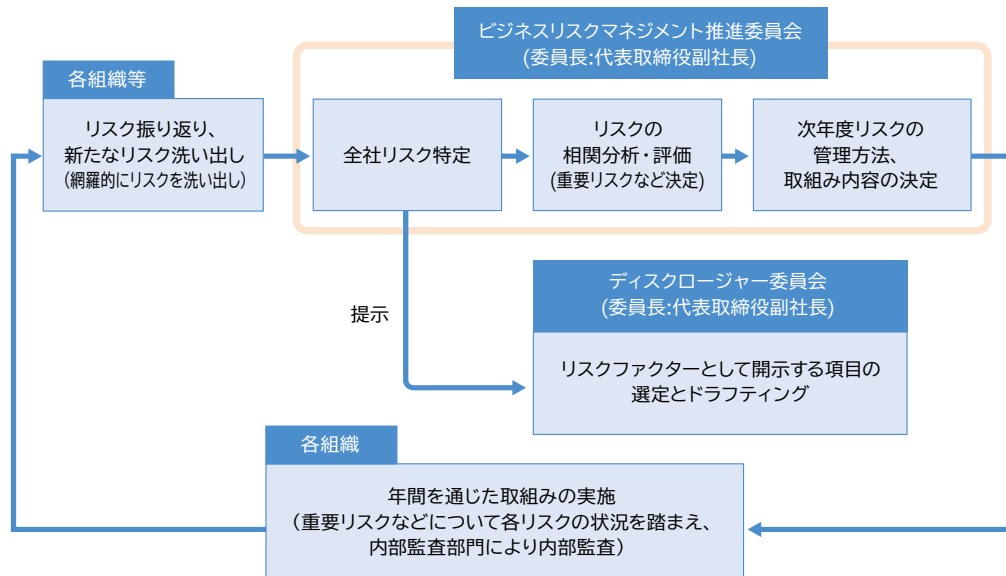 ビジネスリスクマネジメント推進委員会
(委員長:代表取締役副社長)
各組織等
リスク振り返り、
新たなリスク洗い出し
(網羅的にリスクを洗い出し)
全社リスク特定
リスクの
相関分析・評価
(重要リスクなど決定)
次年度リスクの
管理方法、
取組み内容の決定
提示
ディスクロージャー委員会
(委員長:代表取締役副社長)
リスクファクターとして開示する項目の
選定とドラフティング
各組織
年間を通じた取組みの実施
(重要リスクなどについて各リスクの状況を踏まえ、
内部監査部門により内部監査)